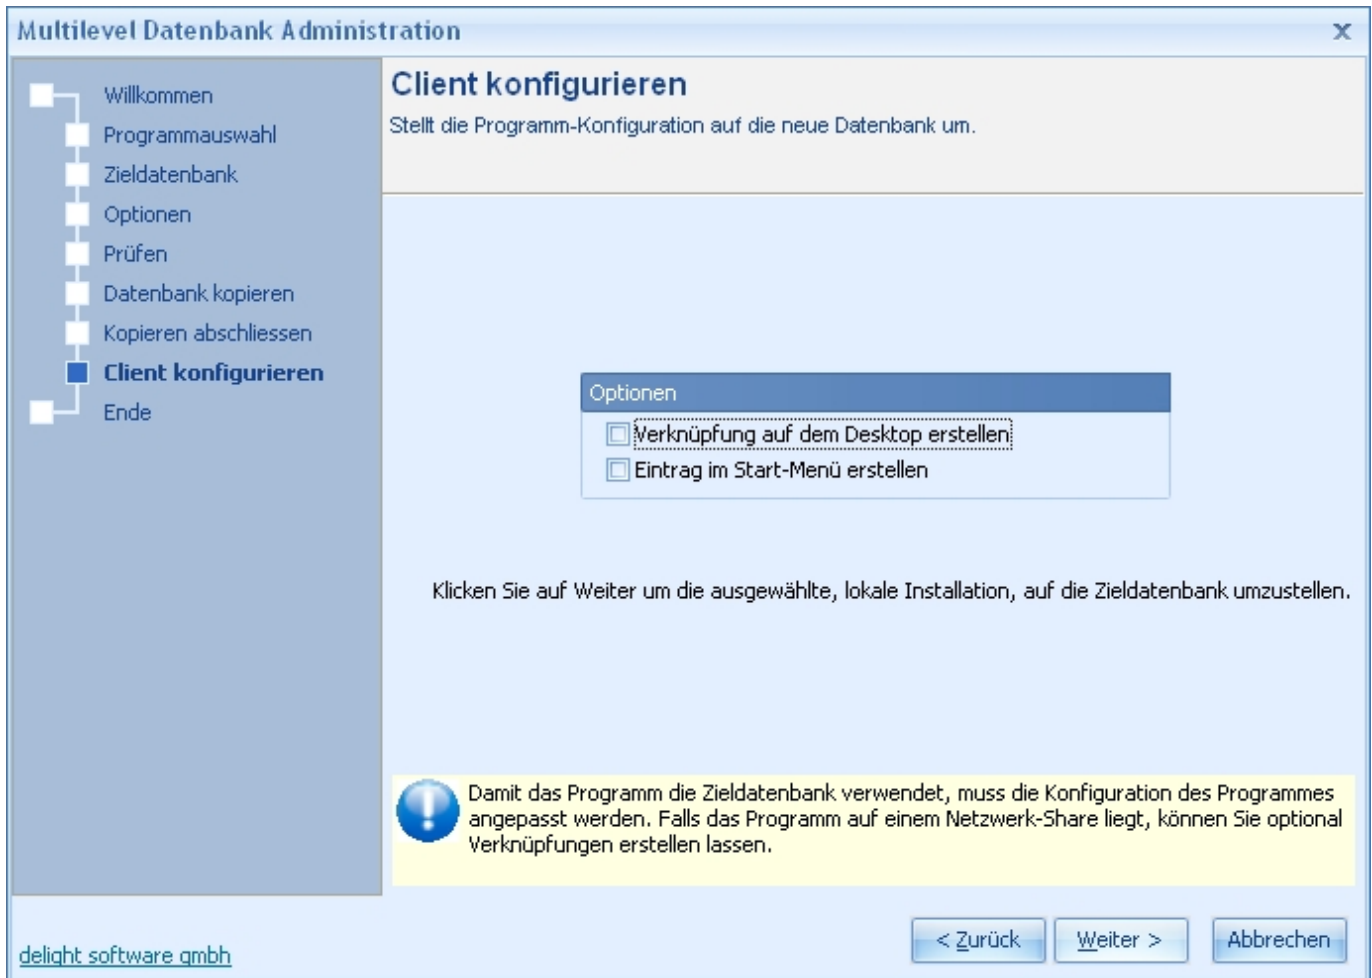 Multilevel Datenbank Administration
x
Willkommen
Programmauswahl
Zieldatenbank
Optionen
Prüfen
Datenbank kopieren
Kopieren abschliessen
Client konfigurieren
Ende
Client konfigurieren
Stellt die Programm-Konfiguration auf die neue Datenbank um.
Optionen
Verknüpfung auf dem Desktop erstellen
Eintrag im Start-Menü erstellen
Klicken Sie auf Weiter um die ausgewählte, lokale Installation, auf die Zieldatenbank umzustellen.
Damit das Programm die Zieldatenbank verwendet, muss die Konfiguration des Programmes
angepasst werden. Falls das Programm auf einem Netzwerk-Share liegt, können Sie optional
Verknüpfungen erstellen lassen.
delight software gmbh
< Zurück
Weiter >
Abbrechen